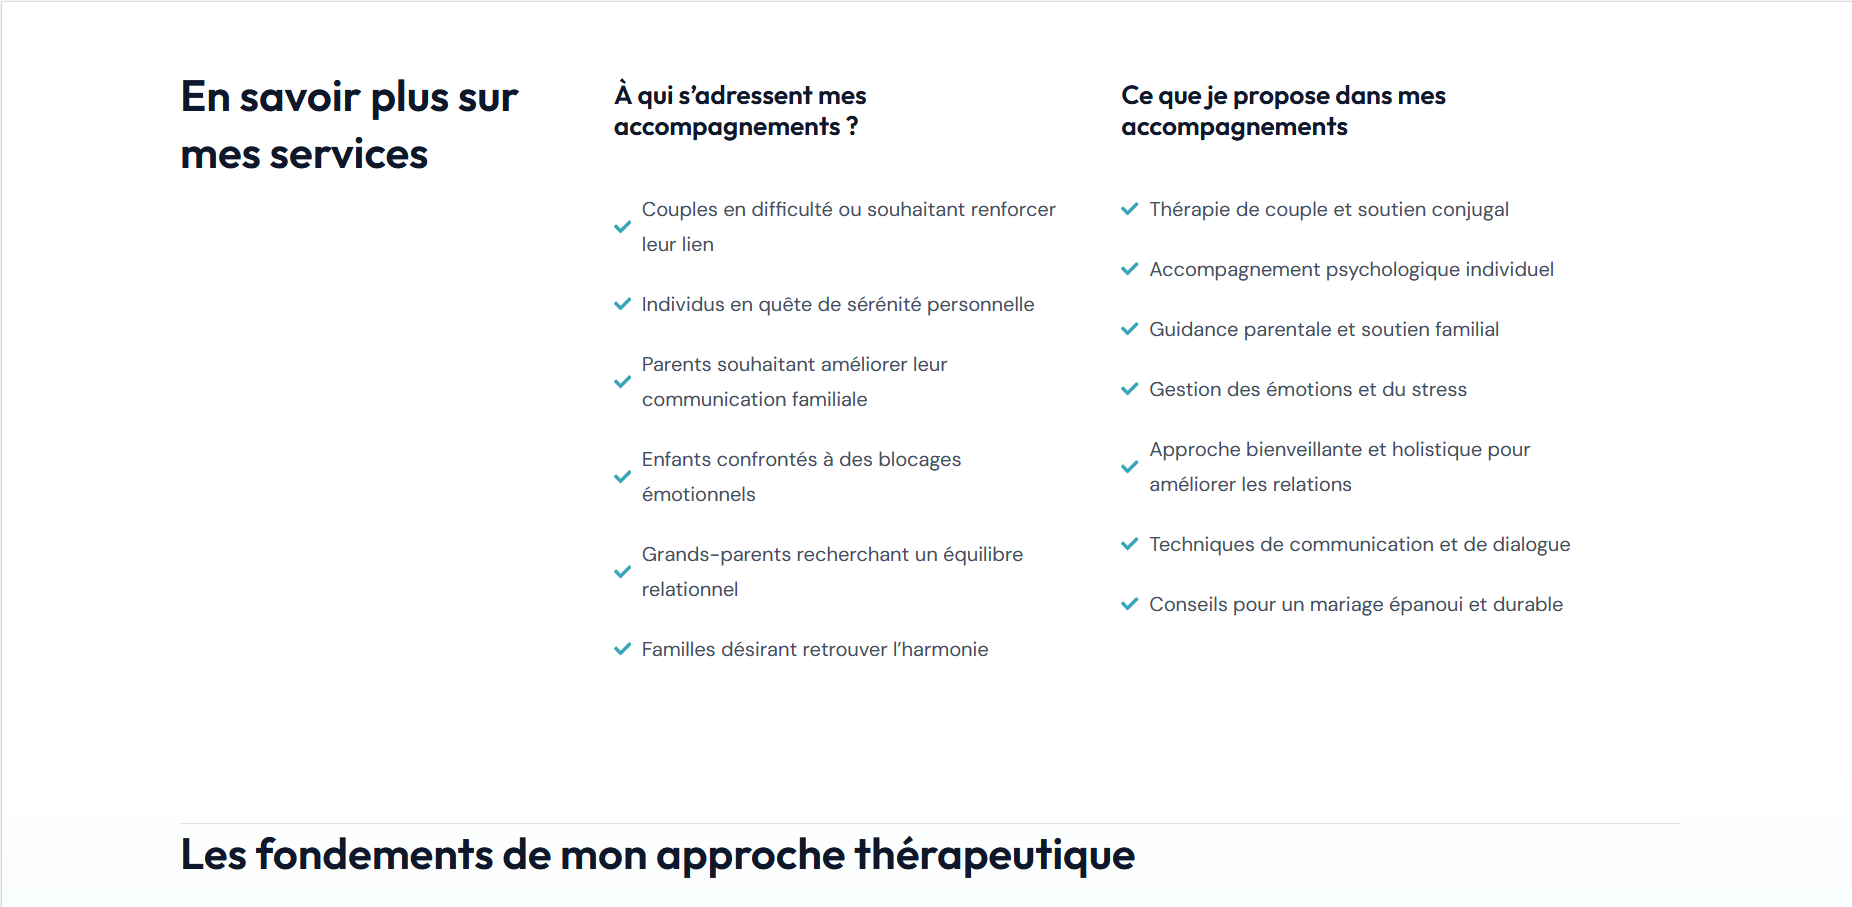 En savoir plus sur
mes services
À qui s’adressent mes
accompagnements ?
Couples en difficulté ou souhaitant renforcer
leur lien
Individus en quête de sérénité personnelle
Parents souhaitant améliorer leur
communication familiale
Enfants confrontés à des blocages
émotionnels
Grands-parents recherchant un équilibre
relationnel
Familles désirant retrouver l’harmonie
Ce que je propose dans mes
accompagnements
Thérapie de couple et soutien conjugal
Accompagnement psychologique individuel
Guidance parentale et soutien familial
Gestion des émotions et du stress
Approche bienveillante et holistique pour
améliorer les relations
Techniques de communication et de dialogue
Conseils pour un mariage épanoui et durable
Les fondements de mon approche thérapeutique